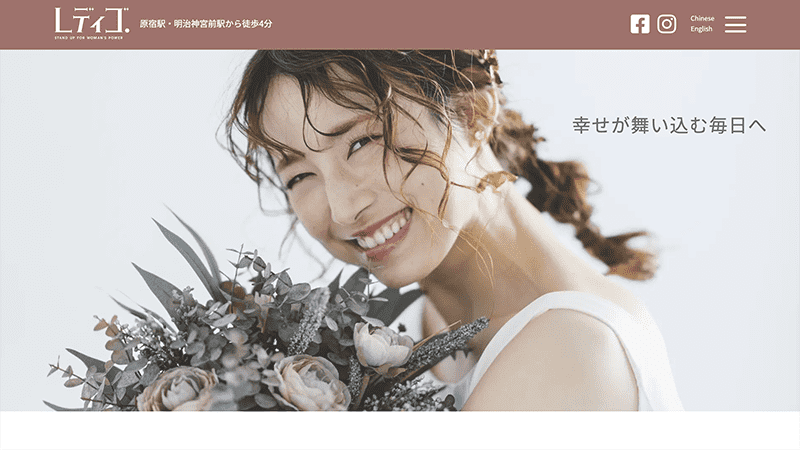 レディゴ.
STAND UP FOR WOMAN'S POWER
原宿駅・明治神宮前駅から徒歩4分
Chinese
English
幸せが舞い込む毎日へ